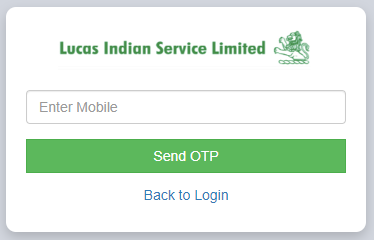 Lucas Indian Service Limited
Enter Mobile
Send OTP
Back to Login